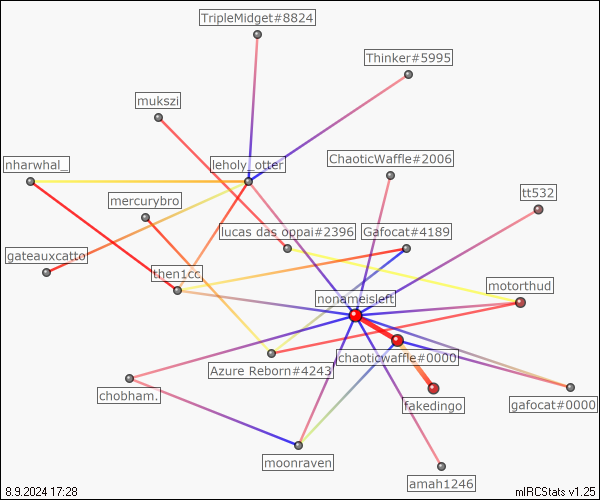 TripleMidget#8824
Thinker#5995
mukszi
ChaoticWaffle#2006
nharwhal_
leholy_otter
tt532
mercurybro
lucas das oppai#2396
Gafocat#4189
gateauxcatto
then1cc
motorthud
nonameisleft
chaoticwaffle#0000
Azure Reborn#4243
chobham.
fakedingo
gafocat#0000
moonraven
amah1246
8.9.2024 17:28
mIRCStats v1.25